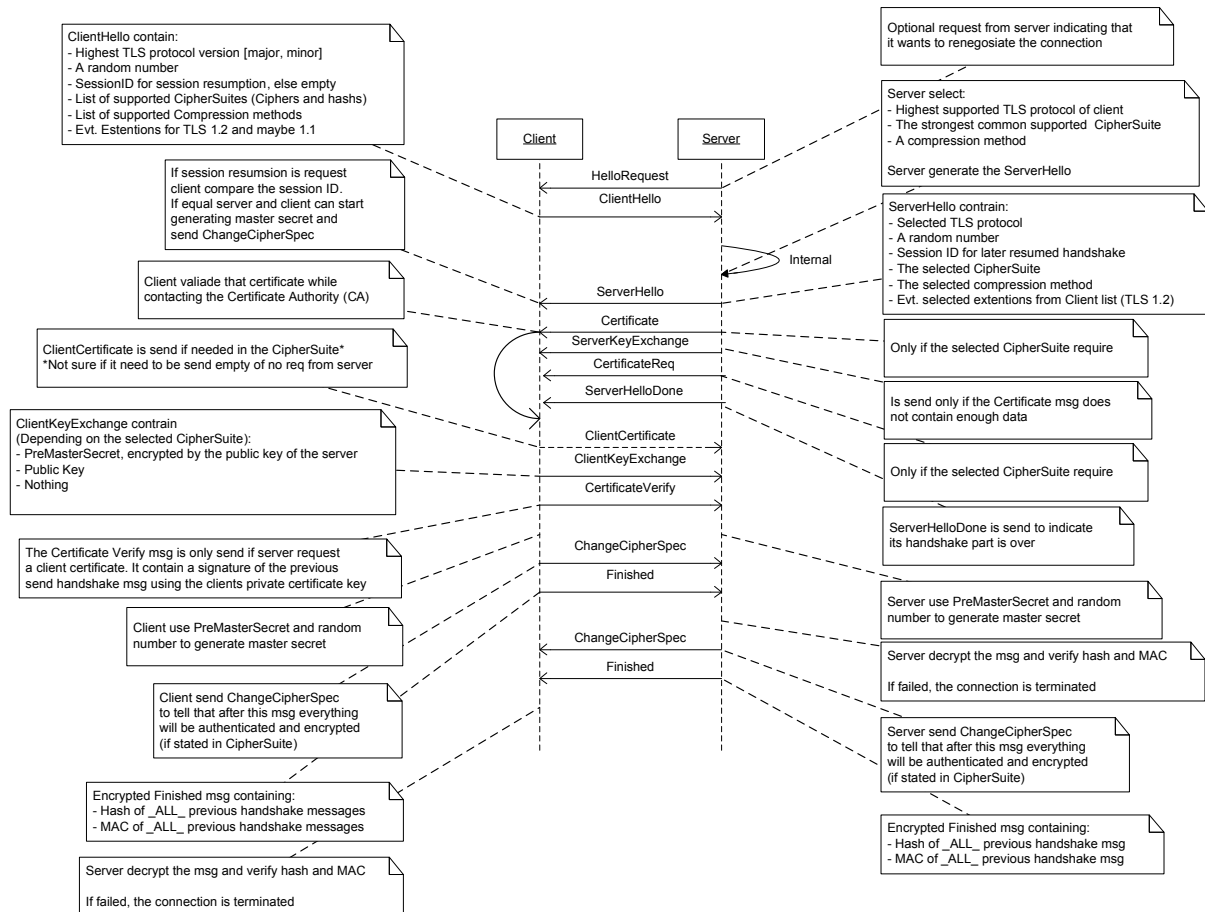 ClientHello contain:
- Highest TLS protocol version [major, minor]
- A random number
- SessionID for session resumption, else empty
- List of supported CipherSuites (Ciphers and hashs)
- List of supported Compression methods
- Evt. Estentions for TLS 1.2 and maybe 1.1
Optional request from server indicating that
it wants to renegosiate the connection
Server select:
- Highest supported TLS protocol of client
- The strongest common supported CipherSuite
- A compression method
Server generate the ServerHello
Client
Server
If session resumsion is request
client compare the session ID.
If equal server and client can start
generating master secret and
send ChangeCipherSpec
HelloRequest
ClientHello
Internal
ServerHello contrain:
- Selected TLS protocol
- A random number
- Session ID for later resumed handshake
- The selected CipherSuite
- The selected compression method
- Evt. selected extentions from Client list (TLS 1.2)
Client valiade that certificate while
contacting the Certificate Authority (CA)
ServerHello
Certificate
ServerKeyExchange
CertificateReq
ServerHelloDone
Only if the selected CipherSuite require
ClientCertificate is send if needed in the CipherSuite*
*Not sure if it need to be send empty of no req from server
Is send only if the Certificate msg does
not contain enough data
ClientKeyExchange contrain
(Depending on the selected CipherSuite):
- PreMasterSecret, encrypted by the public key of the server
- Public Key
- Nothing
ClientCertificate
ClientKeyExchange
CertificateVerify
Only if the selected CipherSuite require
ServerHelloDone is send to indicate
its handshake part is over
The Certificate Verify msg is only send if server request
a client certificate. It contain a signature of the previous
send handshake msg using the clients private certificate key
ChangeCipherSpec
Finished
Server use PreMasterSecret and random
number to generate master secret
Client use PreMasterSecret and random
number to generate master secret
ChangeCipherSpec
Finished
Server decrypt the msg and verify hash and MAC
If failed, the connection is terminated
Client send ChangeCipherSpec
to tell that after this msg everything
will be authenticated and encrypted
(if stated in CipherSuite)
Server send ChangeCipherSpec
to tell that after this msg everything
will be authenticated and encrypted
(if stated in CipherSuite)
Encrypted Finished msg containing:
- Hash of _ALL_ previous handshake messages
- MAC of _ALL_ previous handshake messages
Encrypted Finished msg containing:
- Hash of _ALL_ previous handshake msg
- MAC of _ALL_ previous handshake msg
Server decrypt the msg and verify hash and MAC
If failed, the connection is terminated